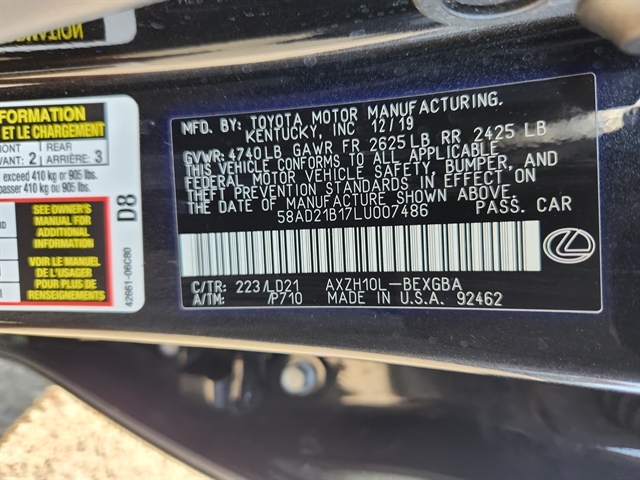 FORMATION
ET LE CHARGEMENT
FRONT REAR
AVANT: 2 ARRIÈRE: 3
exceed 410 kg or 905 lbs.
passer 410 kg ou 905 lbs.
SEE OWNER'S
MANUAL FOR
ADDITIONAL
INFORMATION
VOIR LE MANUEL
DE L'USAGER
POUR PLUS DE
RENSEIGNEMENTS
D8
42661-06C80
MFD. BY: TOYOTA MOTOR MANUFACTURING,
KENTUCKY, INC 12/19
GVWR: 4740LB GAWR FR 2625LB RR 2425 LB
THIS VEHICLE CONFORMS TO ALL APPLICABLE
FEDERAL MOTOR VEHICLE SAFETY, BUMPER, AND
THEFT PREVENTION STANDARDS IN EFFECT ON
THE DATE OF MANUFACTURE SHOWN ABOVE.
58AD21B17LU007486 PASS. CAR
C/TR: 223/LD21 AXZH10L-BEXGBA
A/TM: /P710 MADE IN U.S.A. 92462